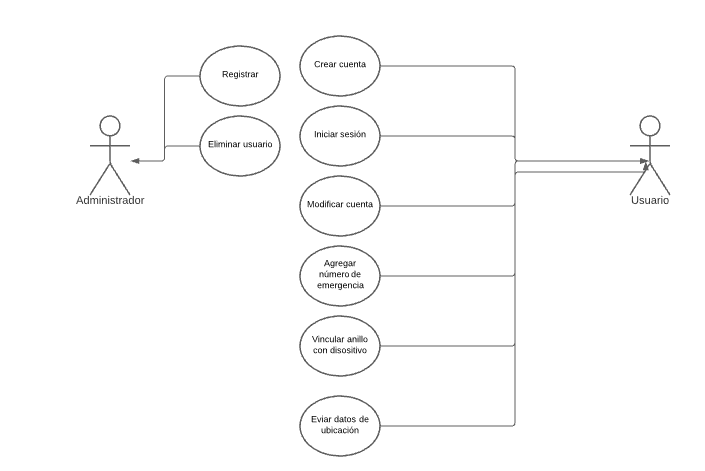 Crear cuenta
Registrar
Iniciar sesión
Eliminar usuario
Administrador
Usuario
Modificar cuenta
Agregar
número de
emergencia
Vincular anillo
con disositivo
Eviar datos de
ubicación